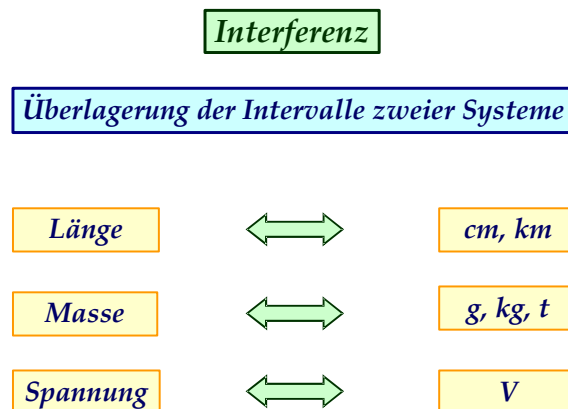 Interferenz
Überlagerung der Intervalle zweier Systeme
Länge
cm, km
Masse
g, kg, t
Spannung
V